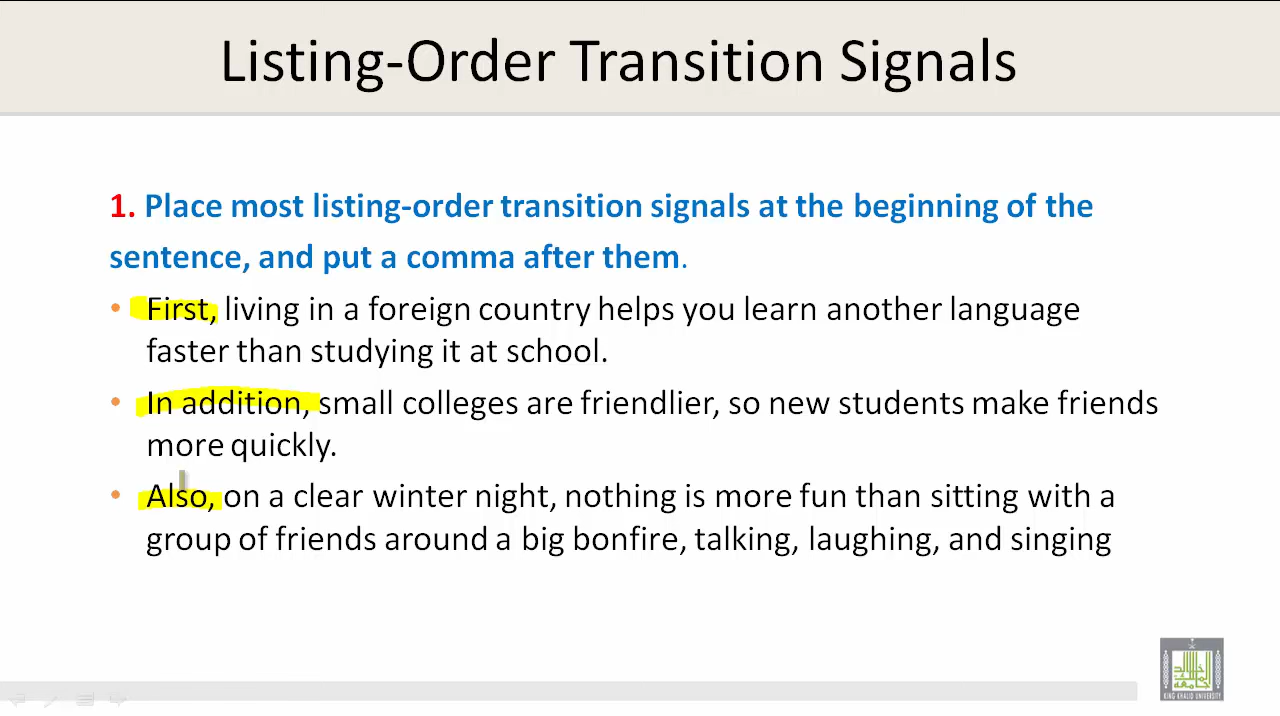 Listing-Order Transition Signals
1. Place most listing-order transition signals at the beginning of the
sentence, and put a comma after them.
• First, living in a foreign country helps you learn another language
faster than studying it at school.
• In addition, small colleges are friendlier, so new students make friends
more quickly.
• Also, on a clear winter night, nothing is more fun than sitting with a
group of friends around a big bonfire, talking, laughing, and singing
KING KHALID UNIVERSITY